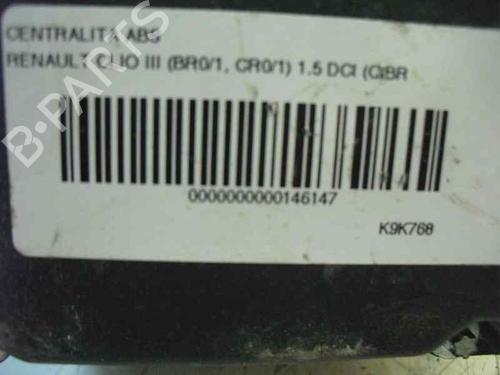 CENTRALITA ABS
RENAULT CLIO III (BR0/1, CR0/1) 1.5 DCI (C/BR
0000000000146147
K9K768
B-PARTS